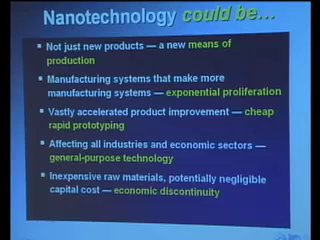 Nanotechnology could be…
Not just new products — a new means of
production
Manufacturing systems that make more
manufacturing systems — exponential proliferation
Vastly accelerated product improvement — cheap
rapid prototyping
Affecting all industries and economic sectors —
general-purpose technology
Inexpensive raw materials, potentially negligible
capital cost — economic discontinuity